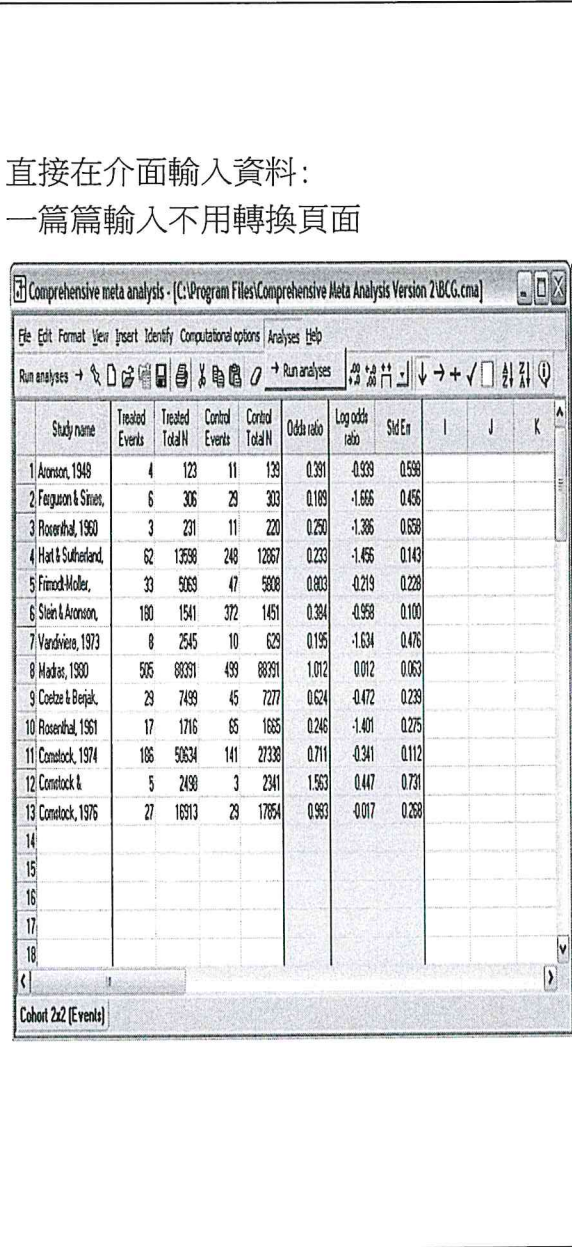 直接在介面輸入資料:
一篇篇輸入不用轉換頁面
Comprehensive meta analysis - [C:\Program Files\Comprehensive Meta Analysis Version 2\BCG.cma]
File Edit Format View Insert Identify Computational options Analyses Help
Run analyses → Run analyses
Study name Treated Events Treated Total N Control Events Control Total N Odds ratio Log odds ratio Std Err I J K
1 Aronson, 1948 4 123 11 139 0.391 -0.939 0.598
2 Ferguson & Simes, 6 306 29 303 0.189 -1.666 0.456
3 Rosenthal, 1960 3 231 11 220 0.250 -1.386 0.658
4 Hart & Sutherland, 62 13598 248 12867 0.233 -1.456 0.143
5 Frimodt-Moller, 33 5069 47 5808 0.803 -0.219 0.228
6 Stein & Aronson, 180 1541 372 1451 0.384 -0.958 0.100
7 Vandiviere, 1973 8 2545 10 629 0.195 -1.634 0.476
8 Madras, 1980 505 88391 499 88391 1.012 0.012 0.063
9 Coetze & Berjak, 29 7499 45 7277 0.624 -0.472 0.239
10 Rosenthal, 1961 17 1716 65 1665 0.246 -1.401 0.275
11 Comstock, 1974 186 50634 141 27338 0.711 -0.341 0.112
12 Comstock & 5 2498 3 2341 1.563 0.447 0.731
13 Comstock, 1976 27 16913 29 17854 0.983 -0.017 0.268
14
15
16
17
18
Cohort 2x2 (Events)